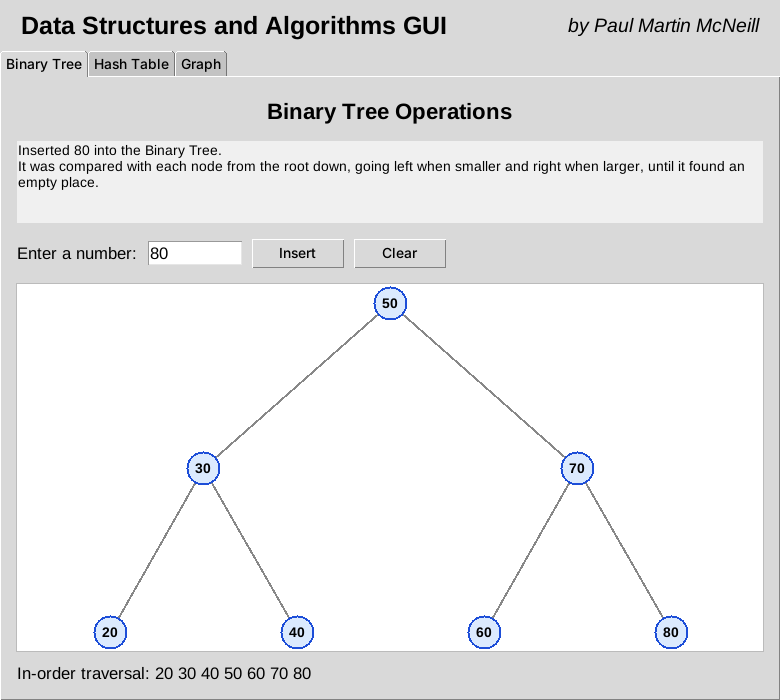 Data Structures and Algorithms GUI
by Paul Martin McNeill
Binary Tree Hash Table Graph
Binary Tree Operations
Inserted 80 into the Binary Tree.
It was compared with each node from the root down, going left when smaller and right when larger, until it found an
empty place.
Enter a number: 80 Insert Clear
50
30 70
20 40 60 80
In-order traversal: 20 30 40 50 60 70 80